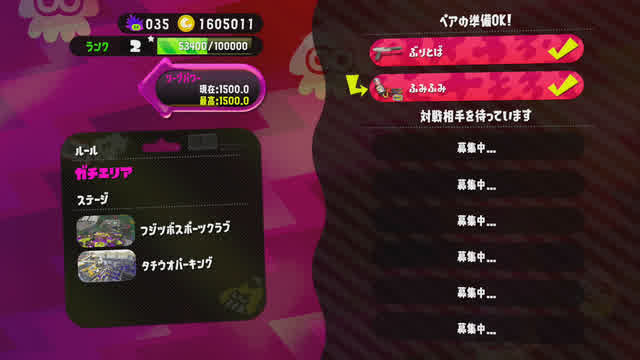 035 1605011
ランク 2 53400/100000
リーグパワー
現在:1500.0
最高:1500.0
ルール
ガチエリア
ステージ
フジツボスポーツクラブ
タチウオパーキング
ペアの準備OK!
ぷりとぱ
ふみふみ
対戦相手を待っています
募集中...
募集中...
募集中...
募集中...
募集中...
募集中...